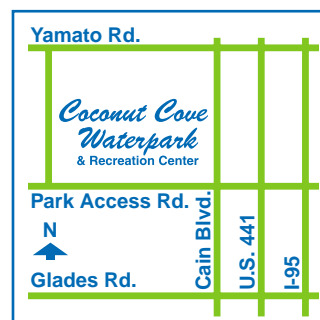 Yamato Rd.
Coconut Cove
Waterpark
& Recreation Center
Park Access Rd.
N
Glades Rd.
Cain Blvd.
U.S. 441
I-95